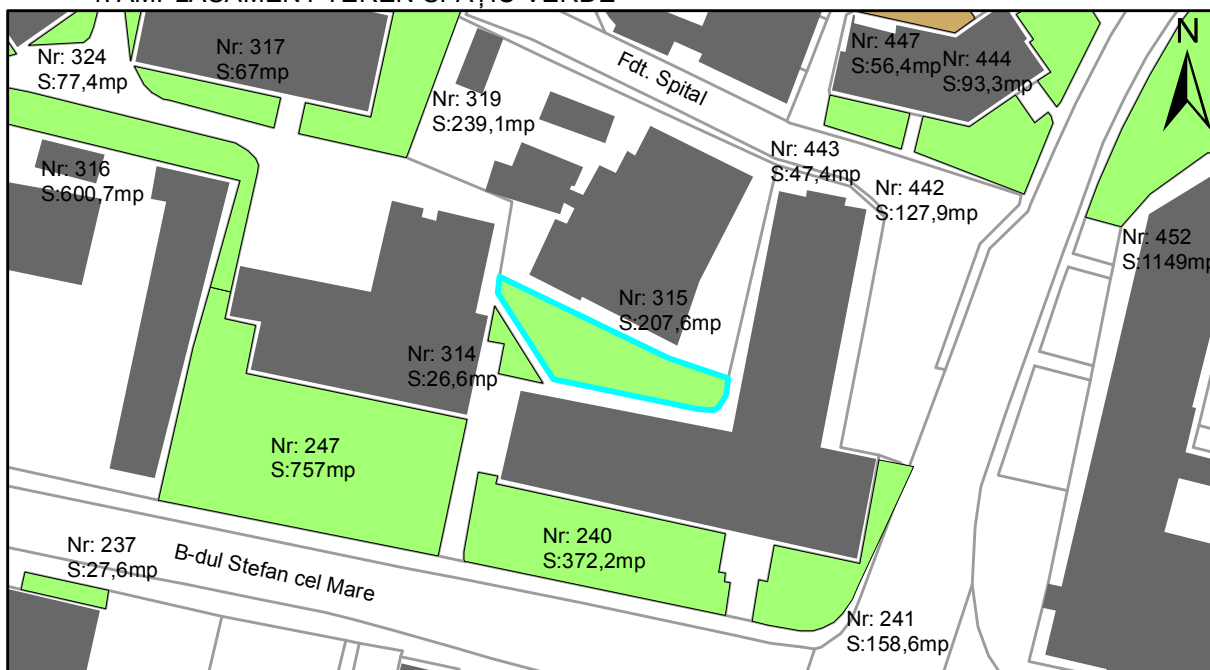 Nr: 317
S:67mp
Nr: 324
S:77,4mp
Nr: 447
S:56,4mp
Nr: 444
S:93,3mp
N
Fdt. Spital
Nr: 319
S:239,1mp
Nr: 316
S:600,7mp
Nr: 443
S:47,4mp
Nr: 442
S:127,9mp
Nr: 452
S:1149mp
Nr: 315
S:207,6mp
Nr: 314
S:26,6mp
Nr: 247
S:757mp
Nr: 240
S:372,2mp
Nr: 237
S:27,6mp
B-dul Stefan cel Mare
Nr: 241
S:158,6mp